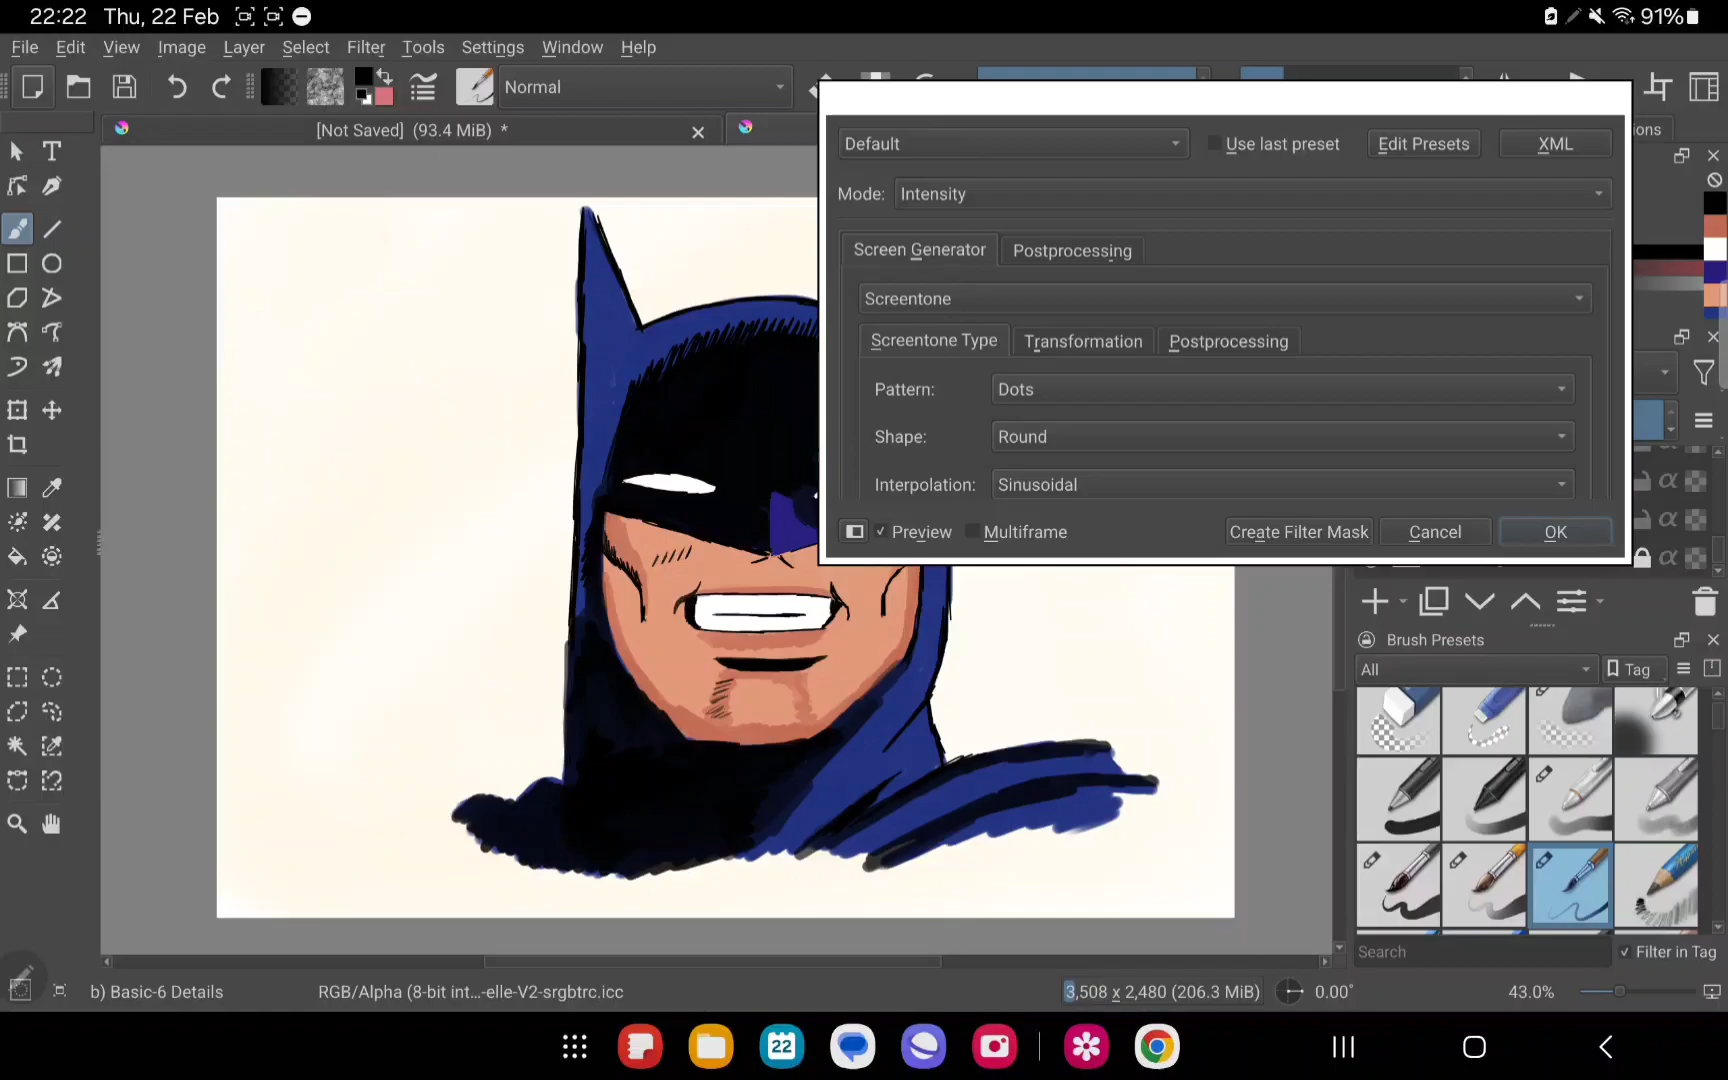 22:22 Thu, 22 Feb
91%
File Edit View Image Layer Select Filter Tools Settings Window Help
Normal
[Not Saved] (93.4 MiB) *
Default
Use last preset
Edit Presets
XML
ions
Mode: Intensity
Screen Generator
Postprocessing
Screentone
Screentone Type
Transformation
Postprocessing
Pattern: Dots
Shape: Round
Interpolation: Sinusoidal
Preview
Multiframe
Create Filter Mask
Cancel
OK
Brush Presets
All
Tag
Search
Filter in Tag
b) Basic-6 Details
RGB/Alpha (8-bit int...-elle-V2-srgbtrc.icc
3,508 x 2,480 (206.3 MiB)
0.00°
43.0%
22